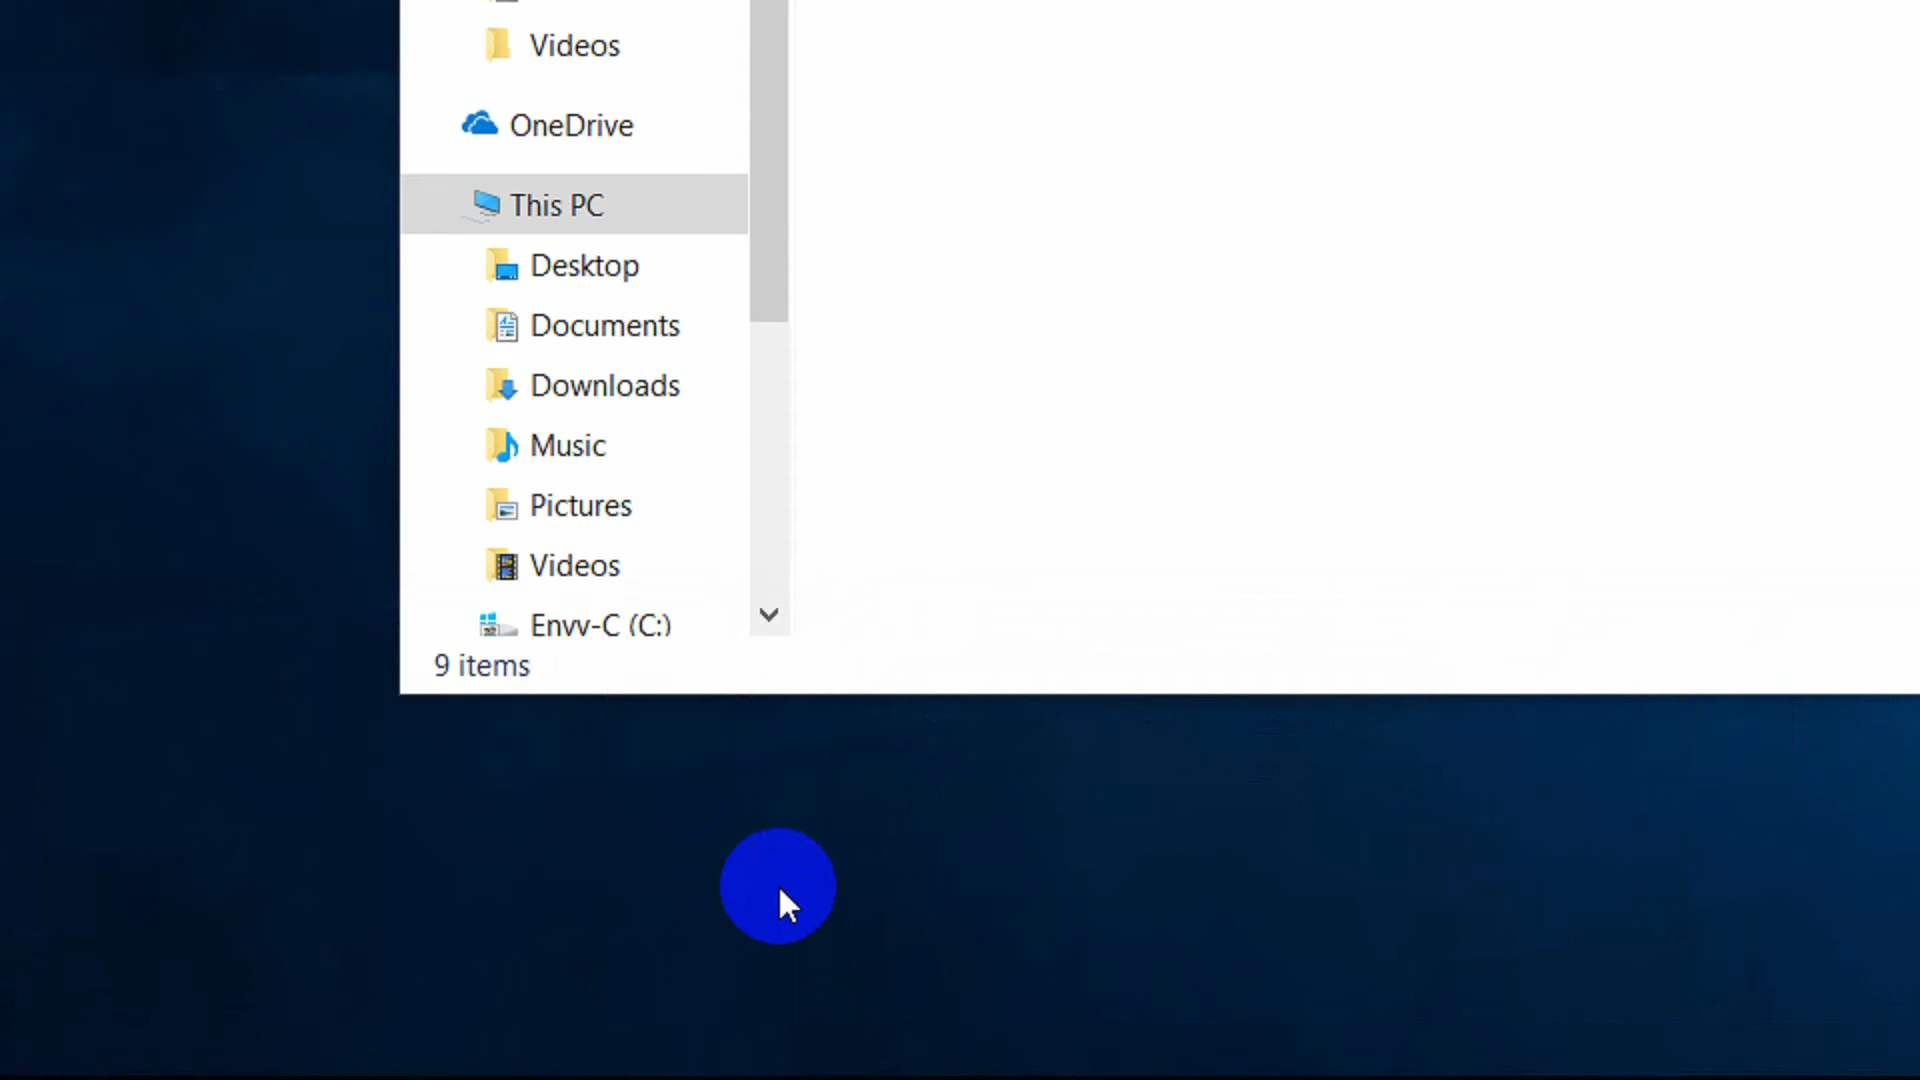 Videos
OneDrive
This PC
Desktop
Documents
Downloads
Music
Pictures
Videos
Envy-C (C:)
9 items